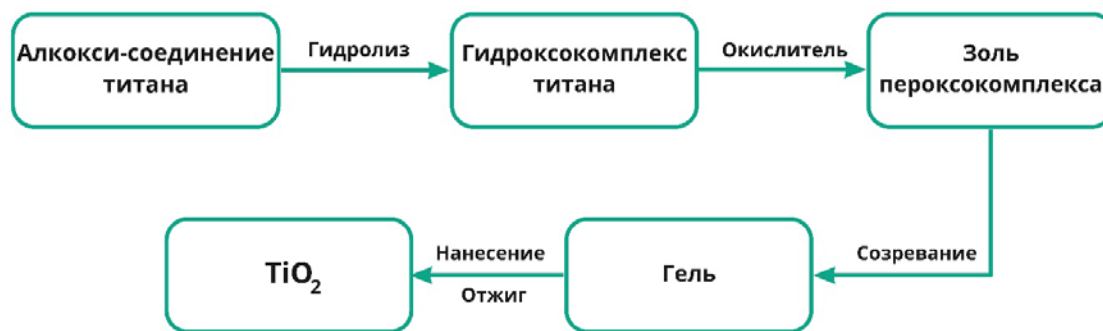 Алкокси-соединение
титана
Гидролиз
Гидроксокомплекс
титана
Окислитель
Золь
пероксокомплекса
Созревание
Гель
Нанесение
Отжиг
TiO₂